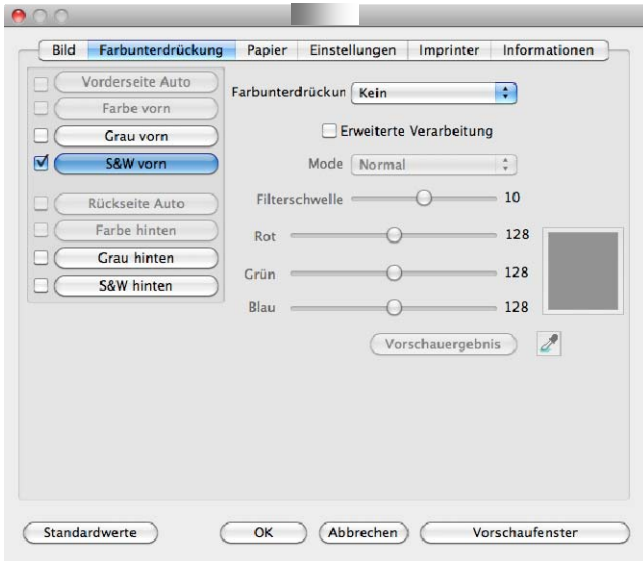 Bild Farbunterdrückung Papier Einstellungen Imprinter Informationen
Vorderseite Auto
Farbe vorn
Grau vorn
S&W vorn
Rückseite Auto
Farbe hinten
Grau hinten
S&W hinten
Farbunterdrückun Kein
Erweiterte Verarbeitung
Mode Normal
Filterschwelle 10
Rot 128
Grün 128
Blau 128
Vorschauergebnis
Standardwerte OK Abbrechen Vorschaufenster